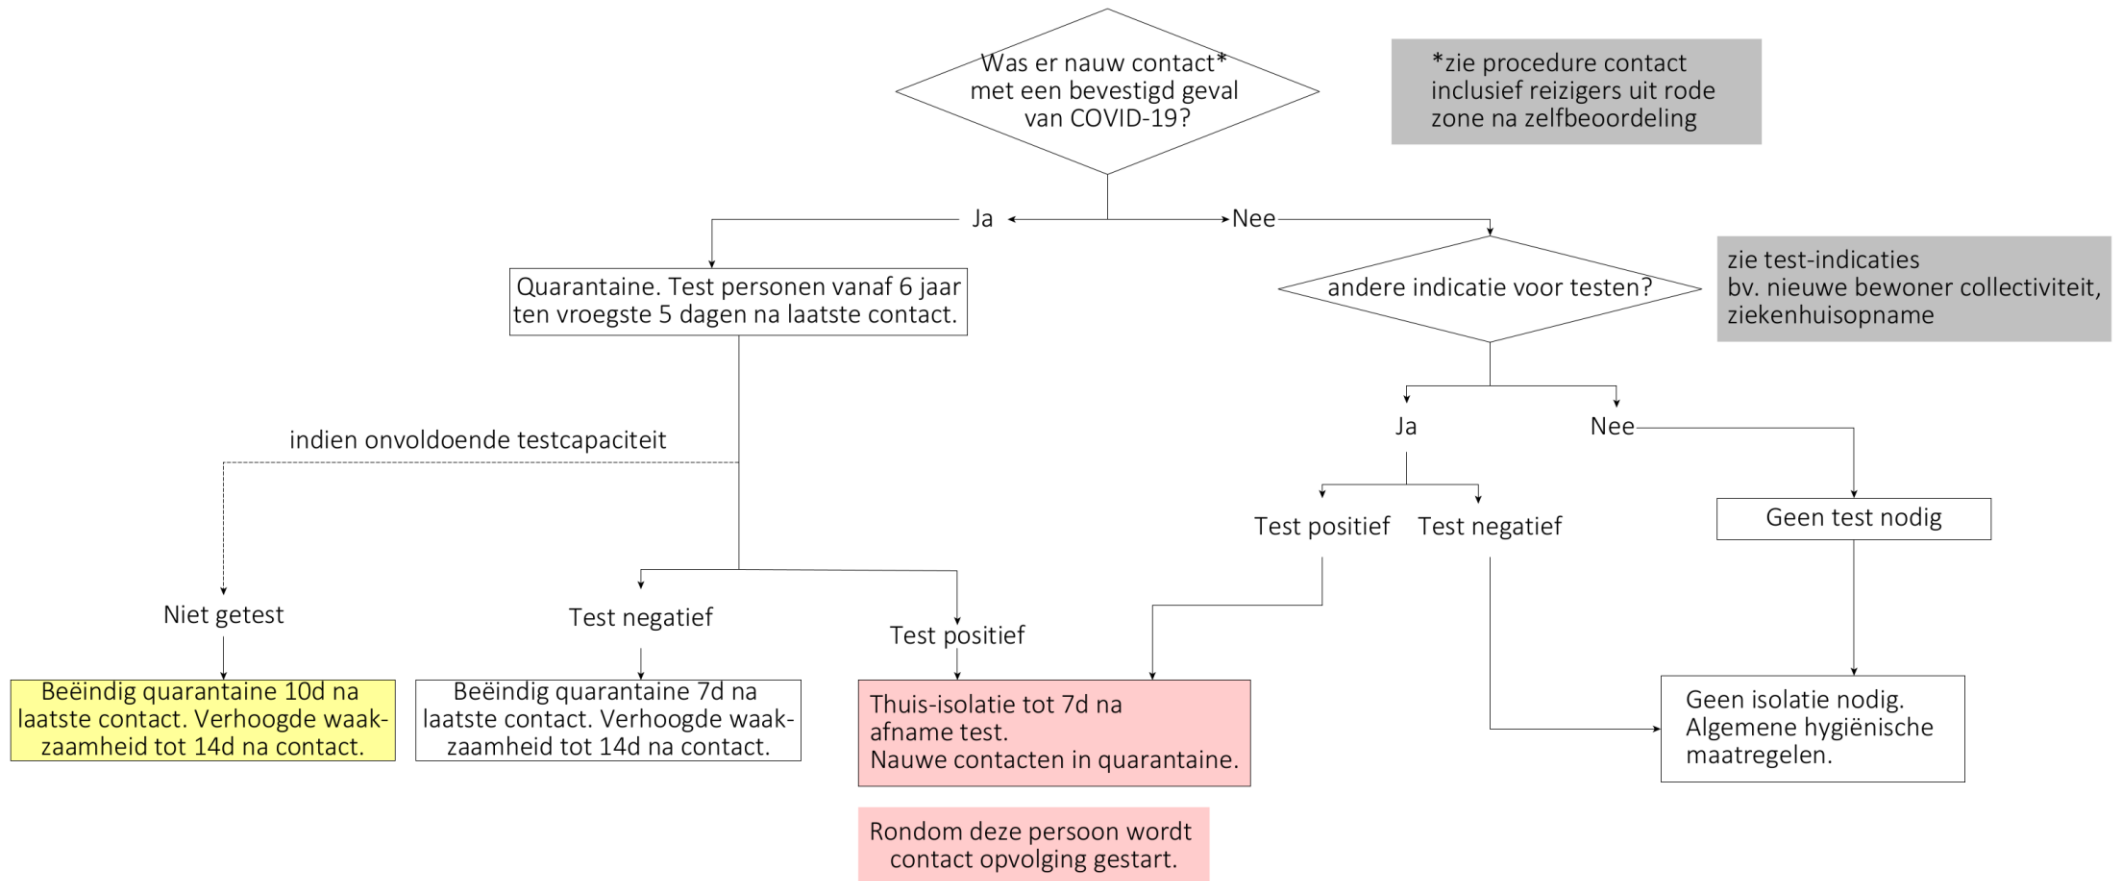 Was er nauw contact*
met een bevestigd geval
van COVID-19?
*zie procedure contact
inclusief reizigers uit rode
zone na zelfbeoordeling
Ja
Nee
Quarantaine. Test personen vanaf 6 jaar
ten vroegste 5 dagen na laatste contact.
andere indicatie voor testen?
zie test-indicaties
bv. nieuwe bewoner collectiviteit,
ziekenhuisopname
indien onvoldoende testcapaciteit
Ja
Nee
Test positief
Test negatief
Geen test nodig
Niet getest
Test negatief
Test positief
Beëindig quarantaine 10d na
laatste contact. Verhoogde waak-
zaamheid tot 14d na contact.
Beëindig quarantaine 7d na
laatste contact. Verhoogde waak-
zaamheid tot 14d na contact.
Thuis-isolatie tot 7d na
afname test.
Nauwe contacten in quarantaine.
Geen isolatie nodig.
Algemene hygiënische
maatregelen.
Rondom deze persoon wordt
contact opvolging gestart.